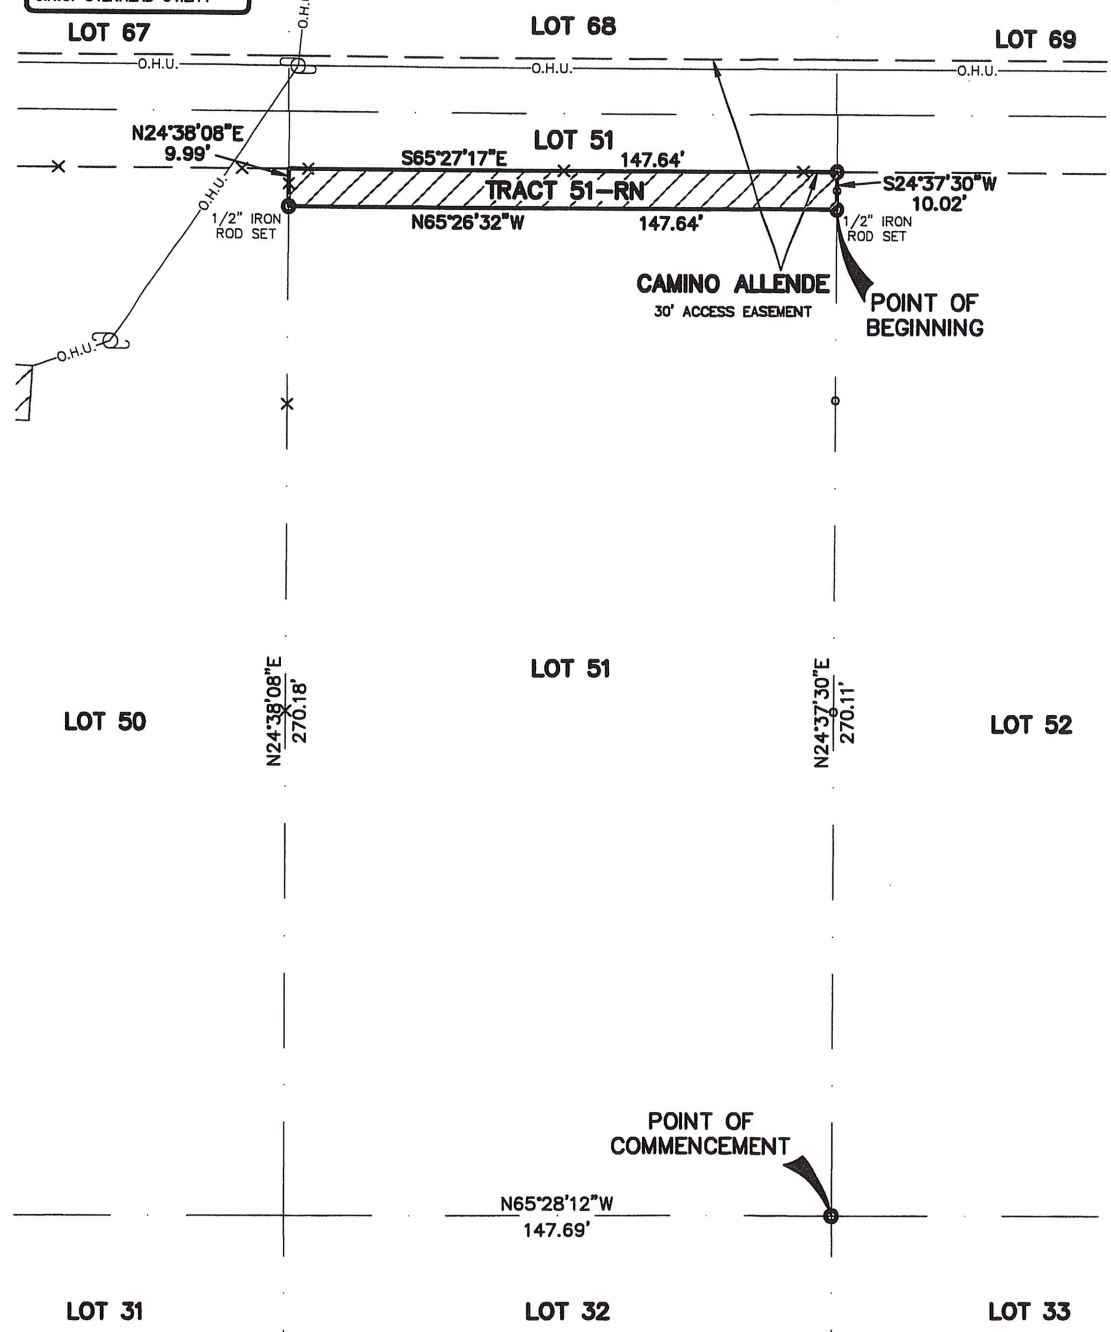 O.H.U.
LOT 67
LOT 68
LOT 69
O.H.U.
O.H.U.
O.H.U.
N24°38'08"E
9.99'
LOT 51
S65°27'17"E 147.64'
TRACT 51-RN
S24°37'30"W
10.02'
O.H.U.
1/2" IRON
ROD SET
N65°26'32"W 147.64'
1/2" IRON
ROD SET
CAMINO ALLENDE
30' ACCESS EASEMENT
POINT OF
BEGINNING
O.H.U.
LOT 50
N24°38'08"E
270.18'
LOT 51
N24°37'30"E
270.11'
LOT 52
POINT OF
COMMENCEMENT
N65°28'12"W
147.69'
LOT 31
LOT 32
LOT 33